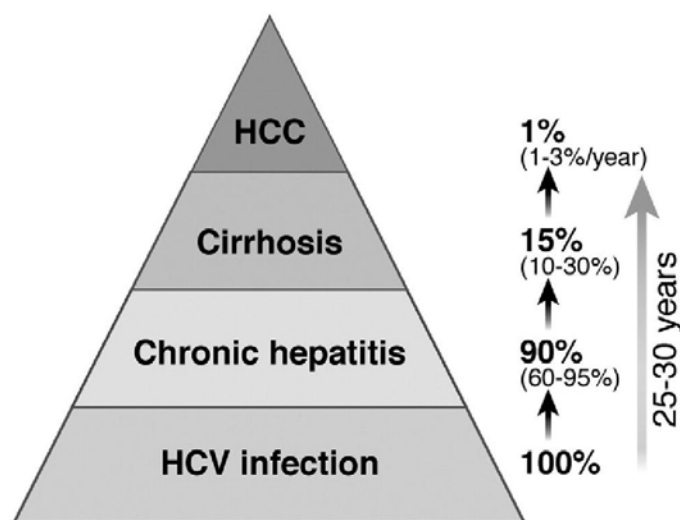 HCC
1%
(1-3%/year)
Cirrhosis
15%
(10-30%)
Chronic hepatitis
90%
(60-95%)
HCV infection
100%
25-30 years